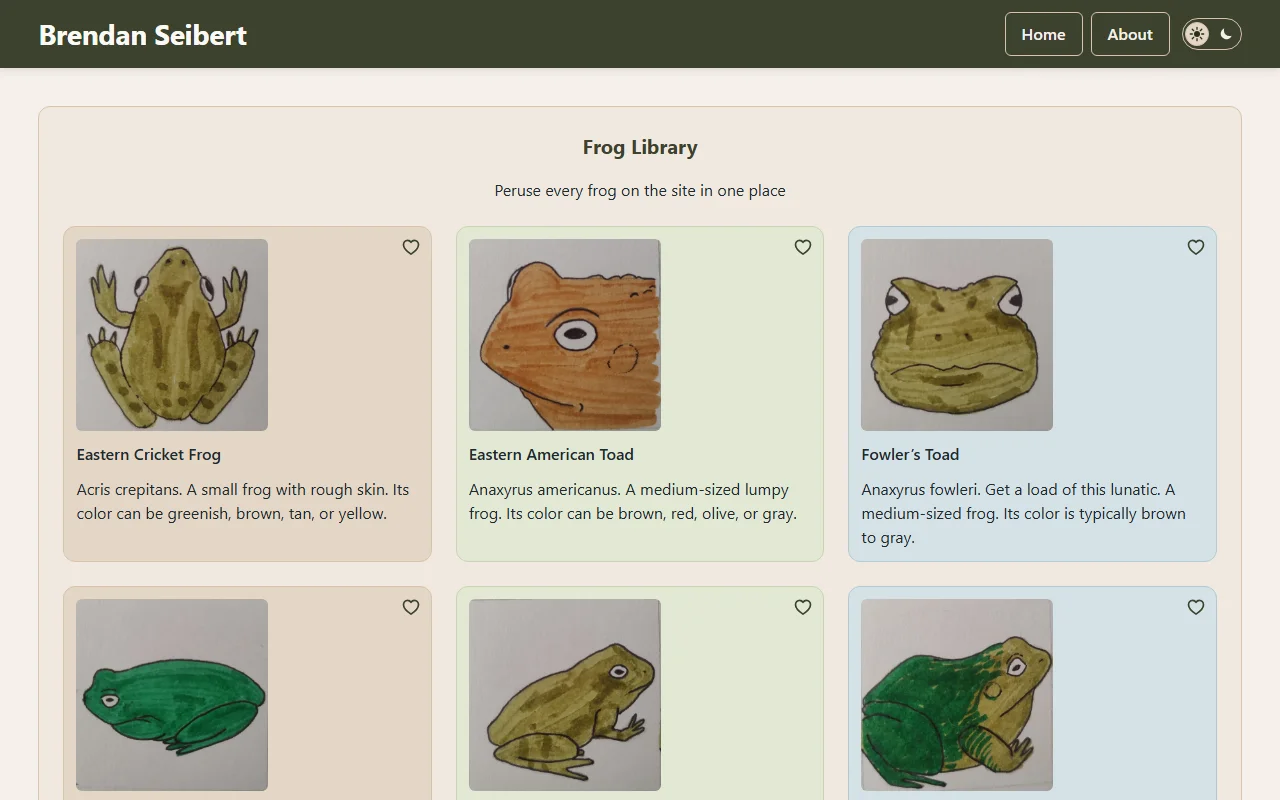 Brendan Seibert
Home
About
Frog Library
Peruse every frog on the site in one place
Eastern Cricket Frog
Acris crepitans. A small frog with rough skin. Its
color can be greenish, brown, tan, or yellow.
Eastern American Toad
Anaxyrus americanus. A medium-sized lumpy
frog. Its color can be brown, red, olive, or gray.
Fowler’s Toad
Anaxyrus fowleri. Get a load of this lunatic. A
medium-sized frog. Its color is typically brown
to gray.